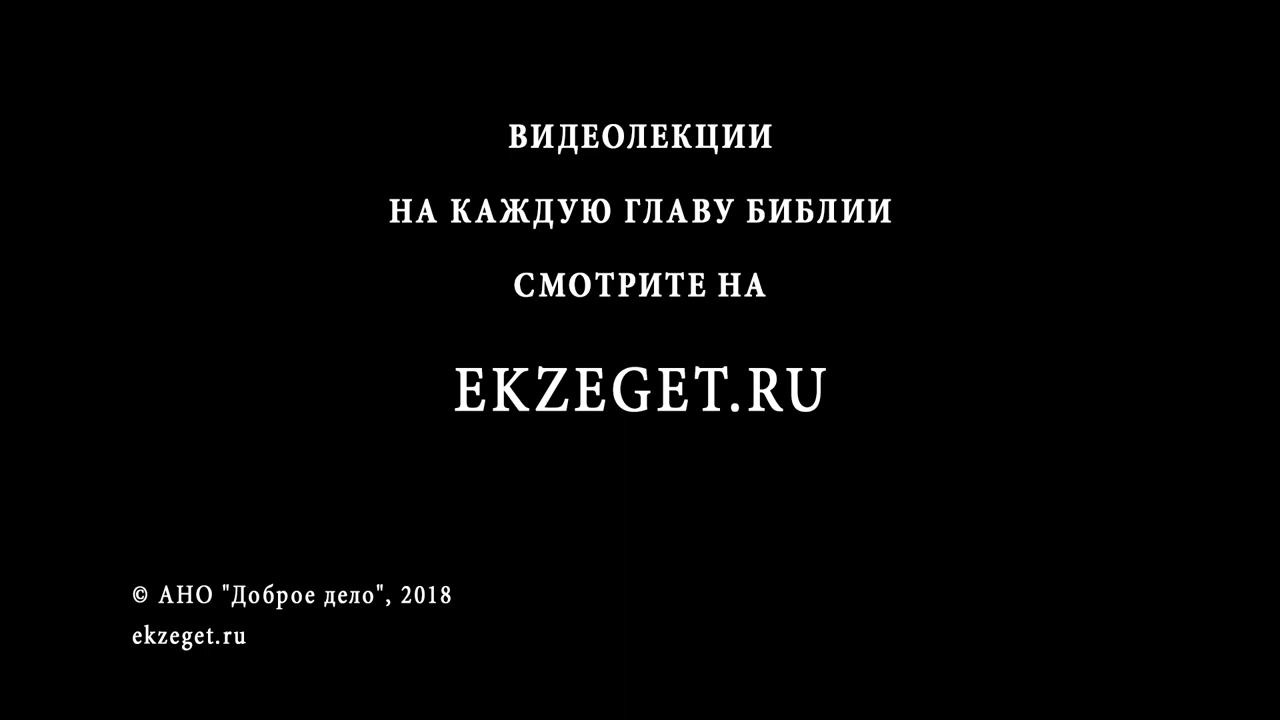 ВИДЕОЛЕКЦИИ
НА КАЖДУЮ ГЛАВУ БИБЛИИ
СМОТРИТЕ НА
EKZEGET.RU
© АНО "Доброе дело", 2018
ekzeget.ru